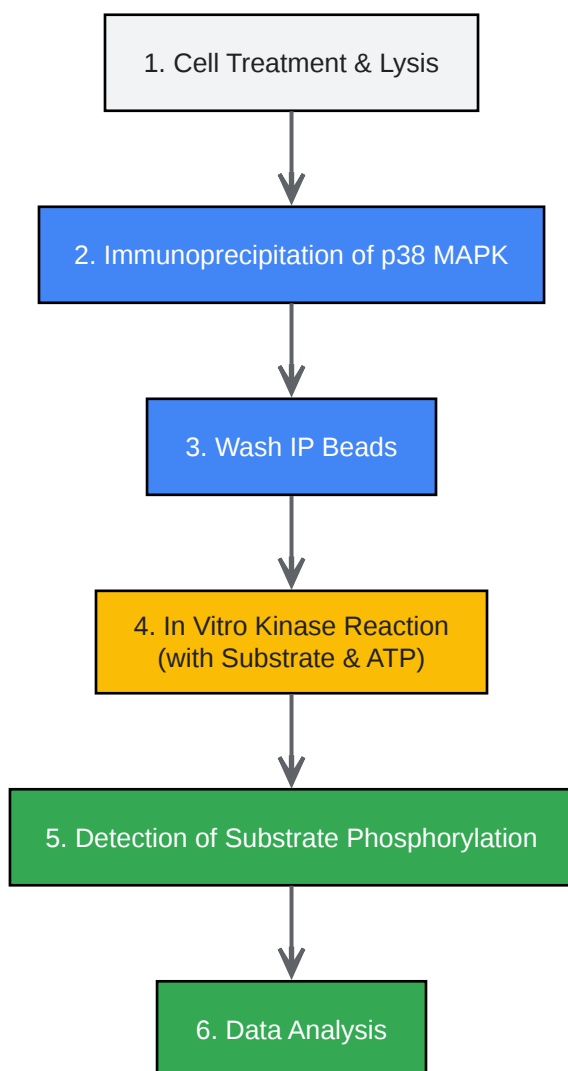 1. Cell Treatment & Lysis
2. Immunoprecipitation of p38 MAPK
3. Wash IP Beads
4. In Vitro Kinase Reaction
(with Substrate & ATP)
5. Detection of Substrate Phosphorylation
6. Data Analysis